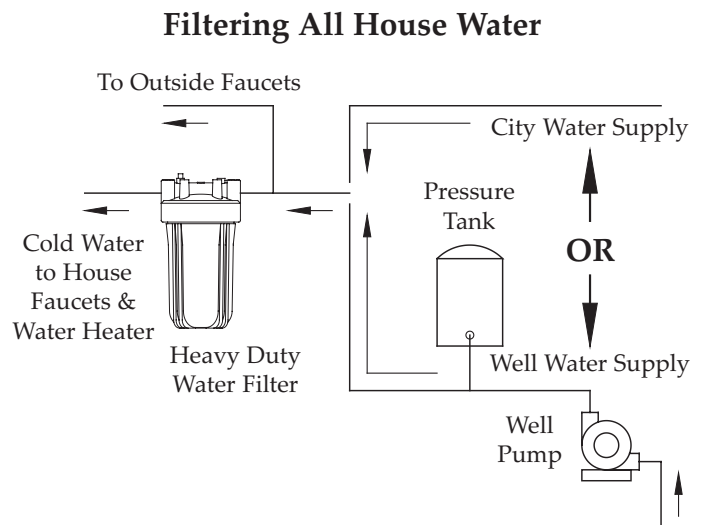 Filtering All House Water
To Outside Faucets
City Water Supply
Pressure
Tank
OR
Cold Water
to House
Faucets &
Water Heater
Heavy Duty
Water Filter
Well Water Supply
Well
Pump